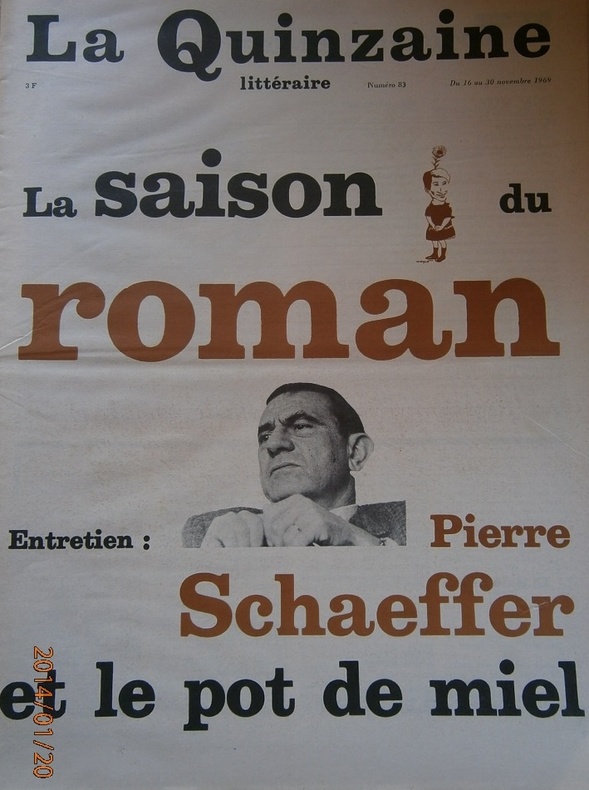 La Quinzaine
3 F littéraire Numéro 83 Du 16 au 30 novembre 1969
La saison du
roman
Entretien : Pierre
Schaeffer
et le pot de miel
2014/01/20